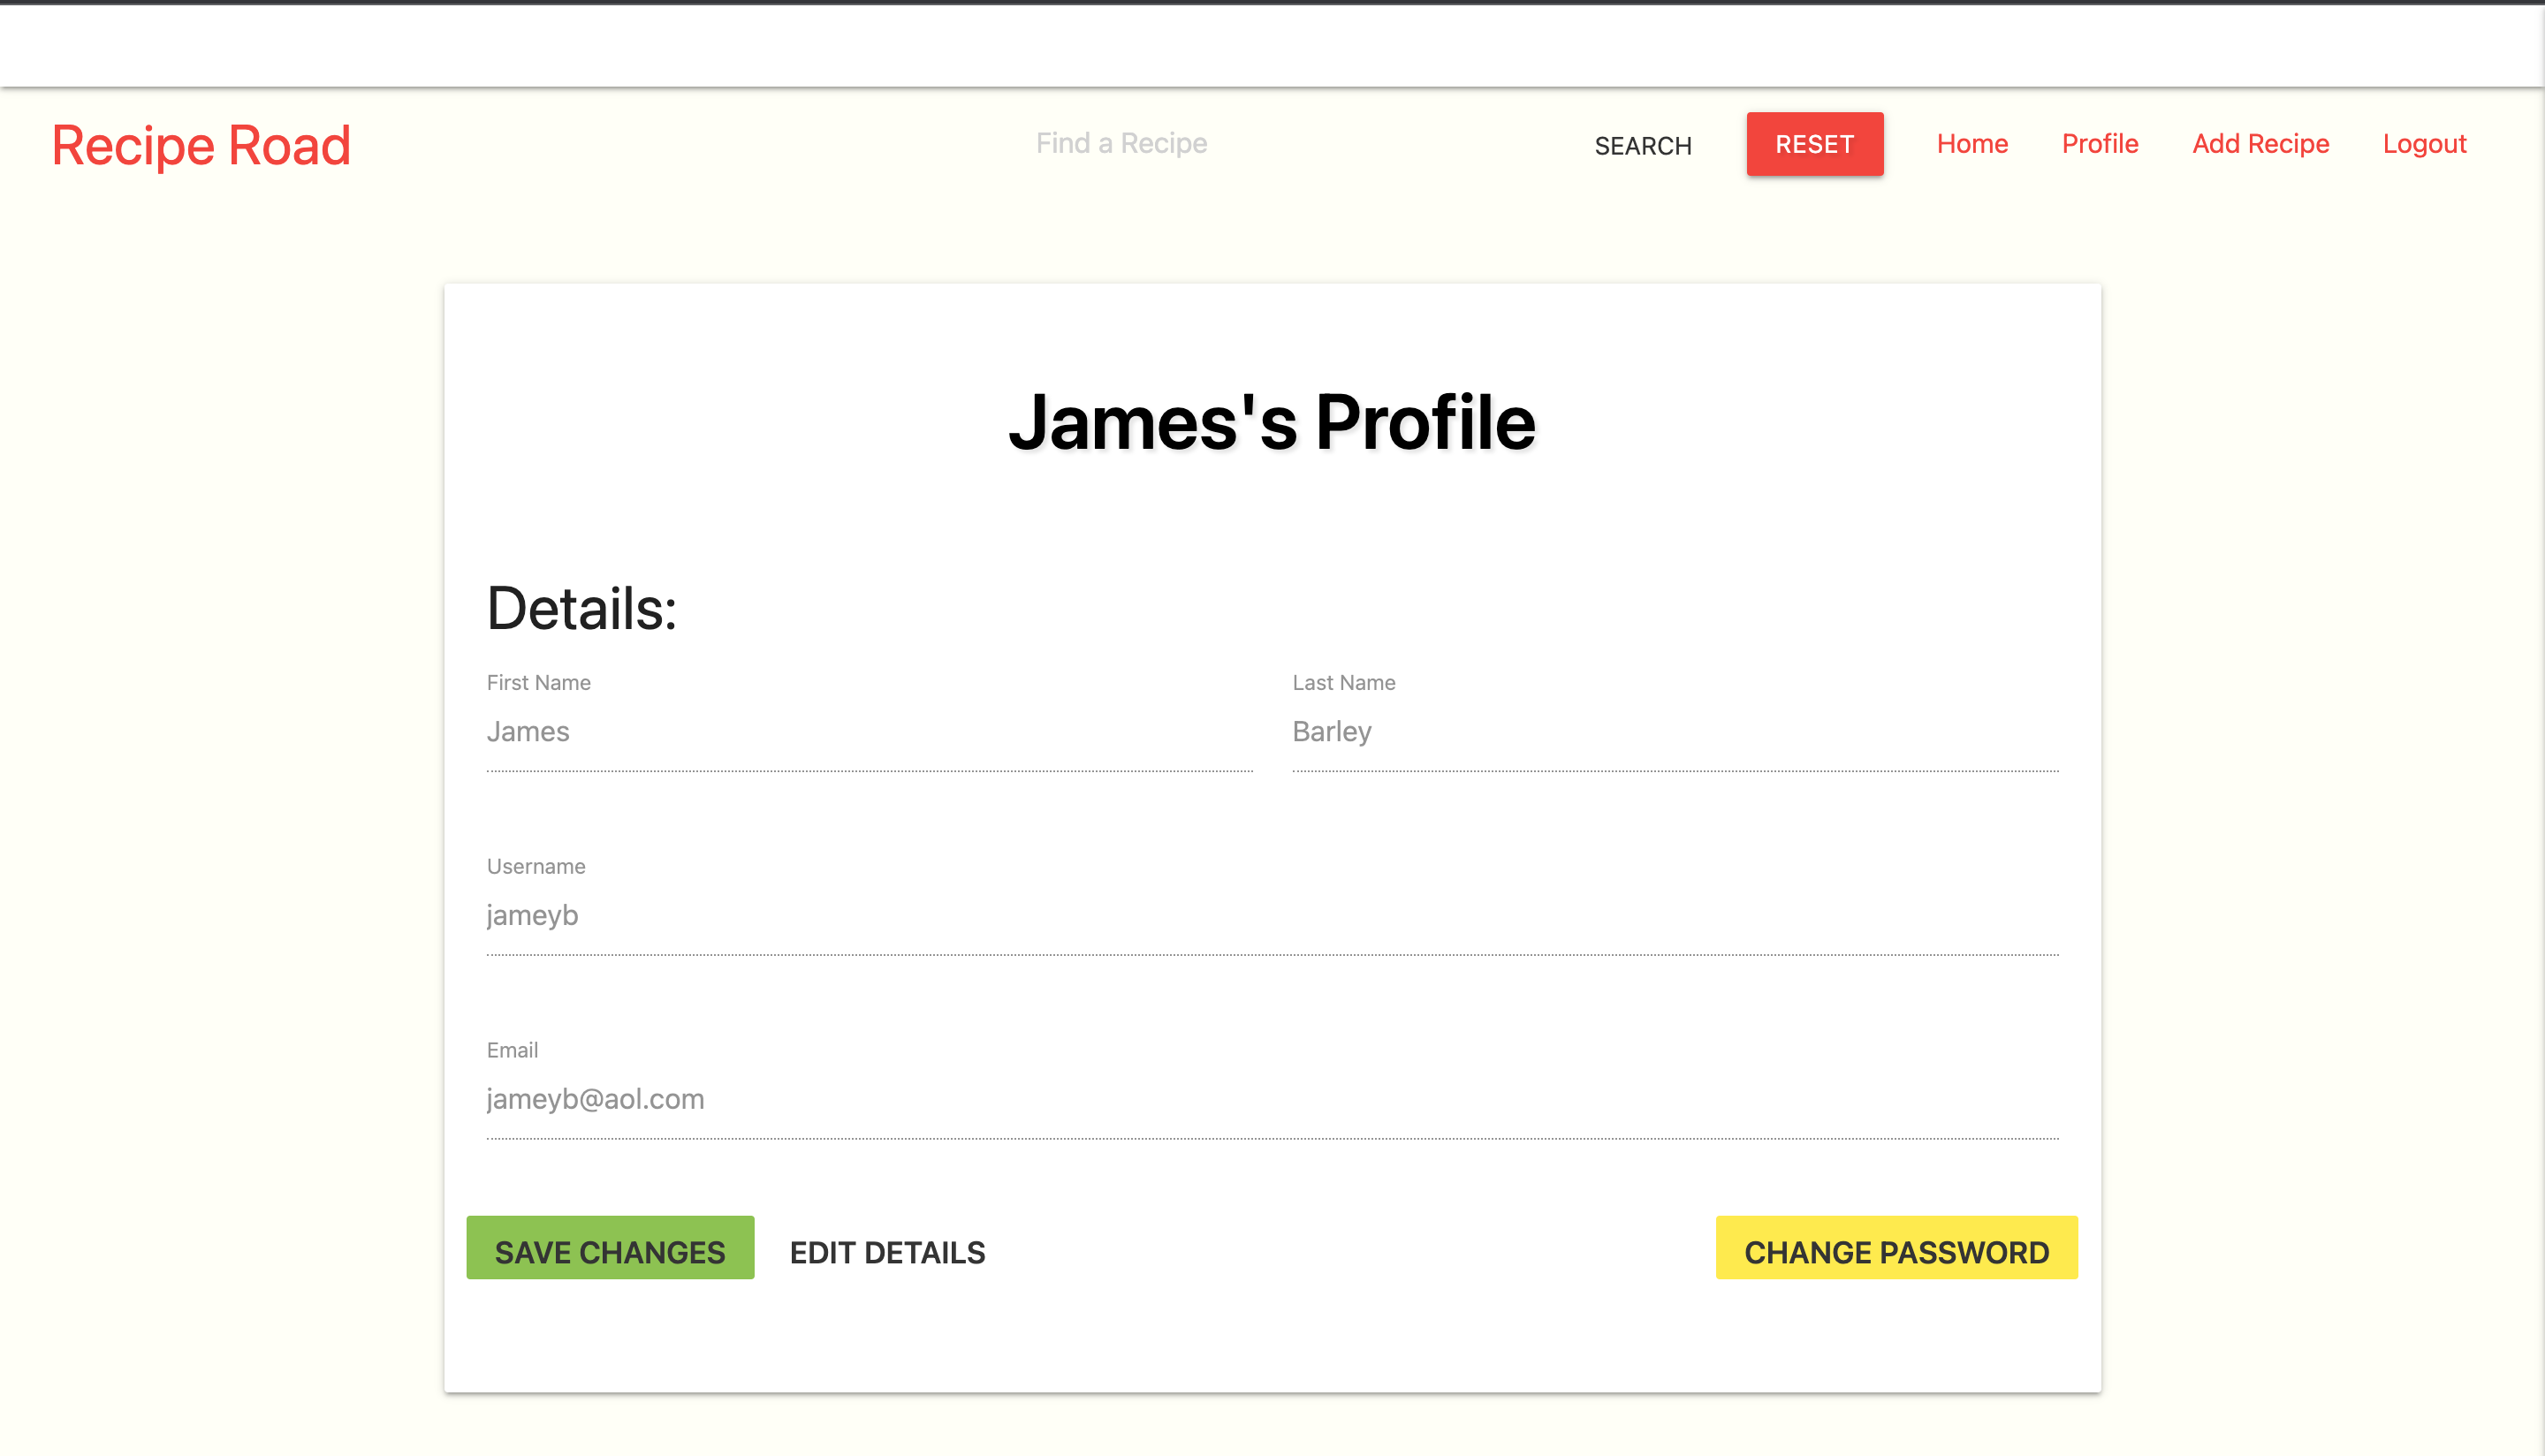 Recipe Road
Find a Recipe
SEARCH
RESET
Home
Profile
Add Recipe
Logout
James's Profile
Details:
First Name
Last Name
James
Barley
Username
jameyb
Email
jameyb@aol.com
SAVE CHANGES
EDIT DETAILS
CHANGE PASSWORD